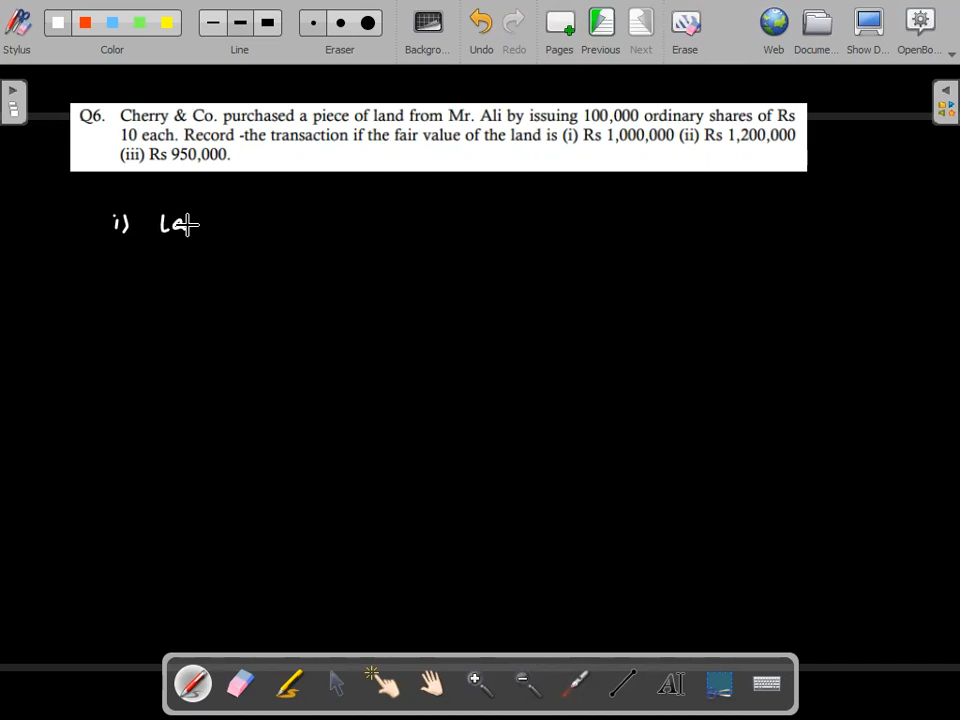 Stylus
Color
Line
Eraser
Backgro...
Undo
Redo
Pages
Previous
Next
Erase
Web
Docume...
Show D...
OpenBo...
Q6. Cherry & Co. purchased a piece of land from Mr. Ali by issuing 100,000 ordinary shares of Rs
10 each. Record -the transaction if the fair value of the land is (i) Rs 1,000,000 (ii) Rs 1,200,000
(iii) Rs 950,000.
i) La